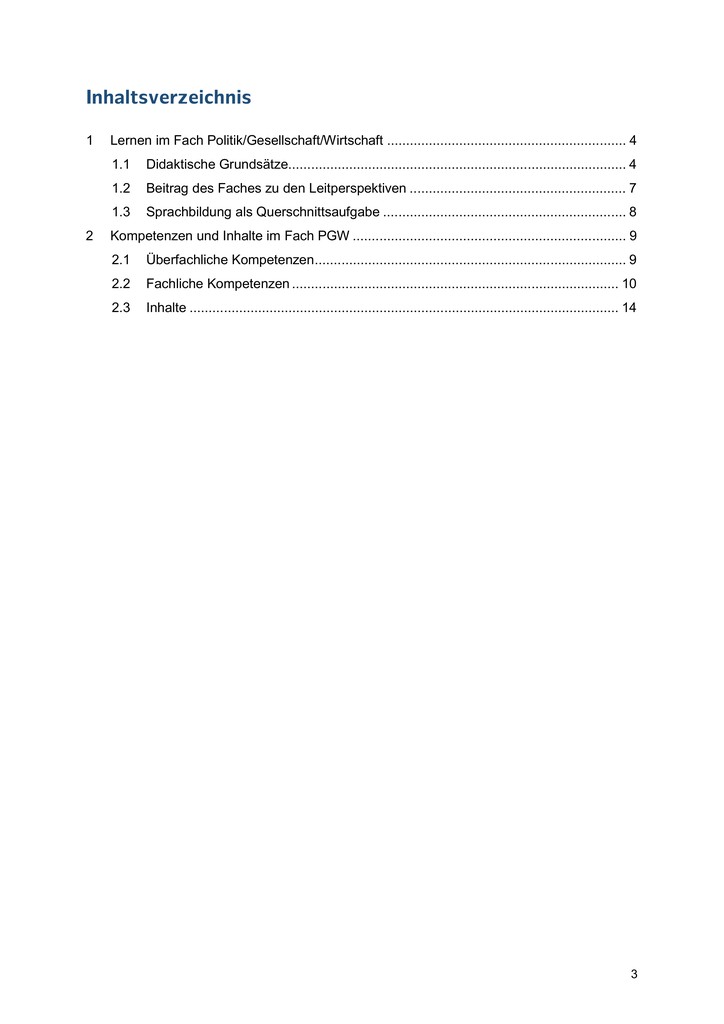 Inhaltsverzeichnis
1 Lernen im Fach Politik/Gesellschaft/Wirtschaft ............................................................... 4
1.1 Didaktische Grundsätze......................................................................................... 4
1.2 Beitrag des Faches zu den Leitperspektiven ......................................................... 7
1.3 Sprachbildung als Querschnittsaufgabe ................................................................ 8
2 Kompetenzen und Inhalte im Fach PGW ........................................................................ 9
2.1 Überfachliche Kompetenzen.................................................................................. 9
2.2 Fachliche Kompetenzen ...................................................................................... 10
2.3 Inhalte ................................................................................................................. 14
3